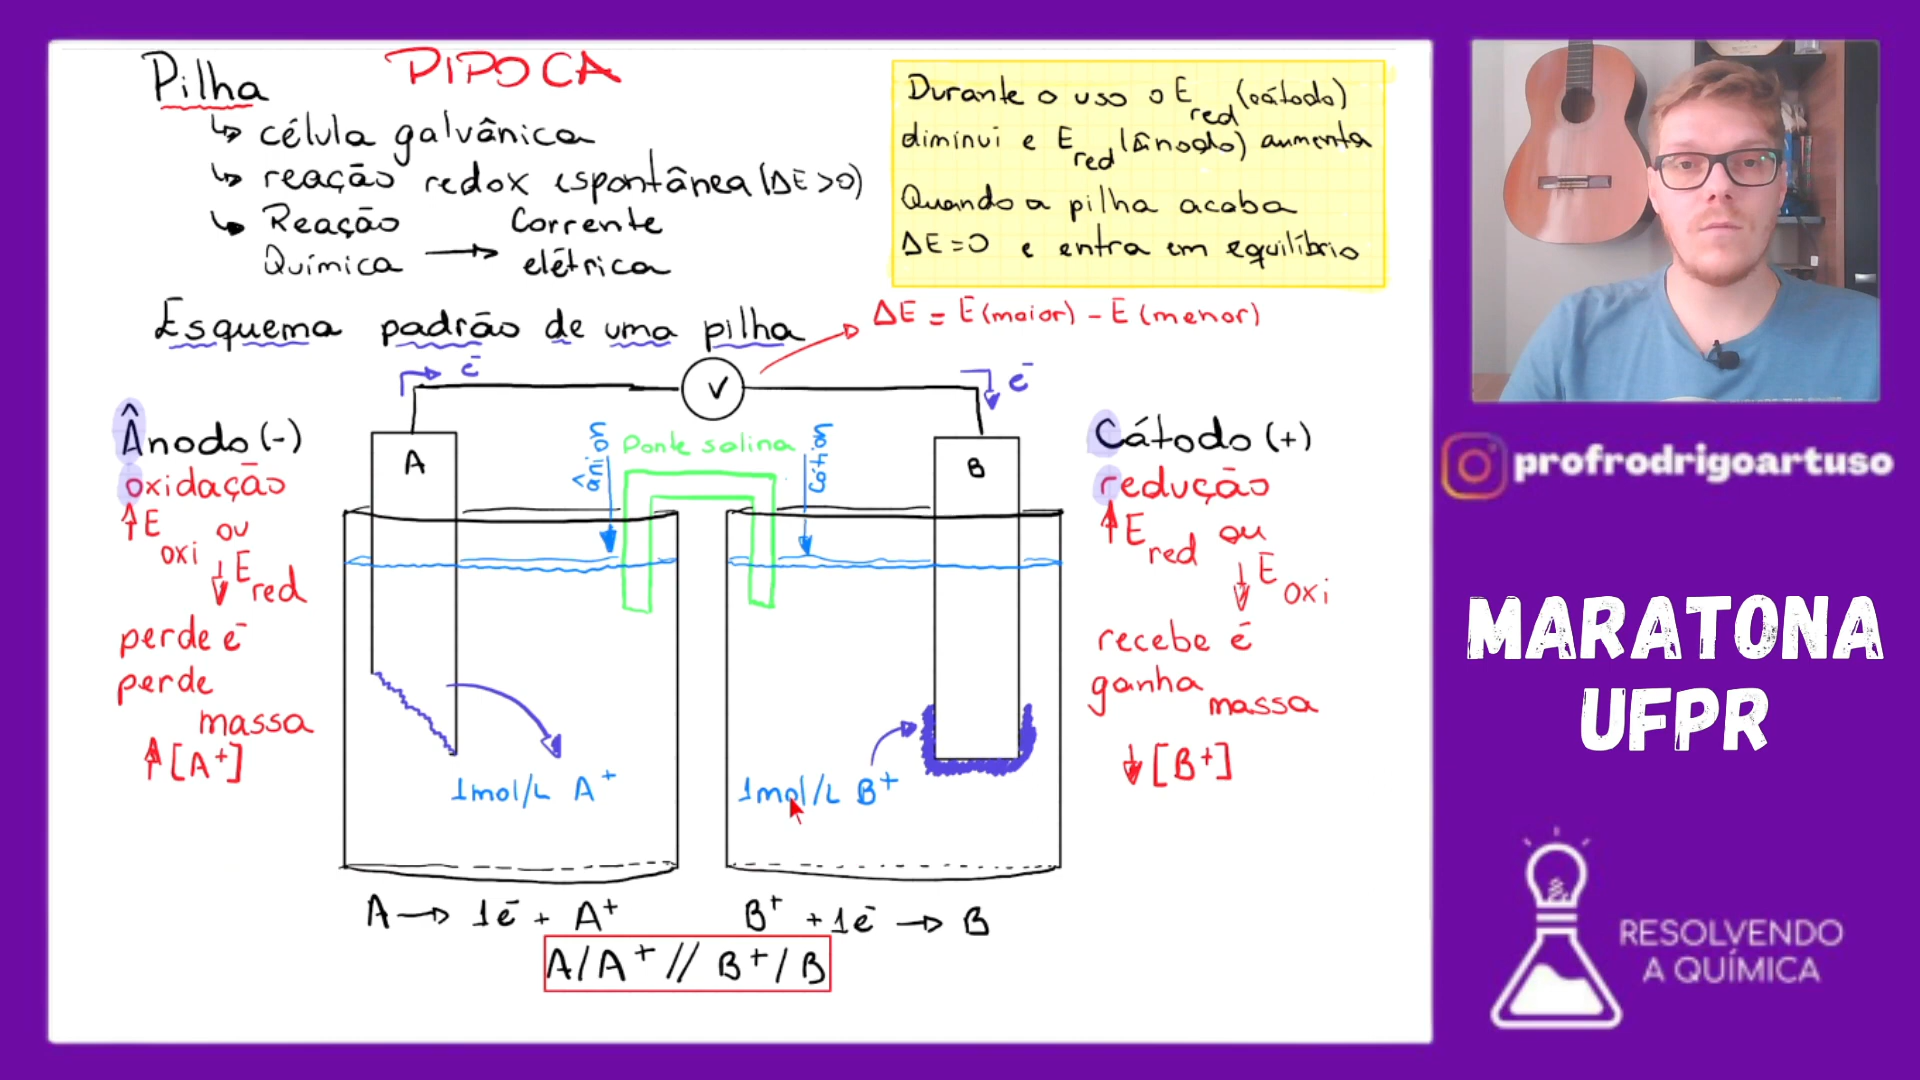 Pilha PIPOCA
↳ célula galvânica
↳ reação redox espontânea (ΔE>0)
↳ Reação Química → Corrente elétrica
Durante o uso o E red (cátodo)
diminui e E red (ânodo) aumenta
Quando a pilha acaba
ΔE=0 e entra em equilíbrio
Esquema padrão de uma pilha
ΔE = E (maior) - E (menor)
e⁻
V
e⁻
Ânodo (-)
oxidação
↑E oxi ou
↓E red
perde e⁻
perde
massa
↑[A⁺]
A
ânion
Ponte salina
cátion
B
1mol/L A⁺
1mol/L B⁺
Cátodo (+)
redução
↑E red ou
↓E oxi
recebe e⁻
ganha
massa
↓[B⁺]
A → 1e⁻ + A⁺
B⁺ + 1e⁻ → B
A/A⁺ // B⁺/B
profrodrigoartuso
MARATONA
UFPR
RESOLVENDO
A QUÍMICA